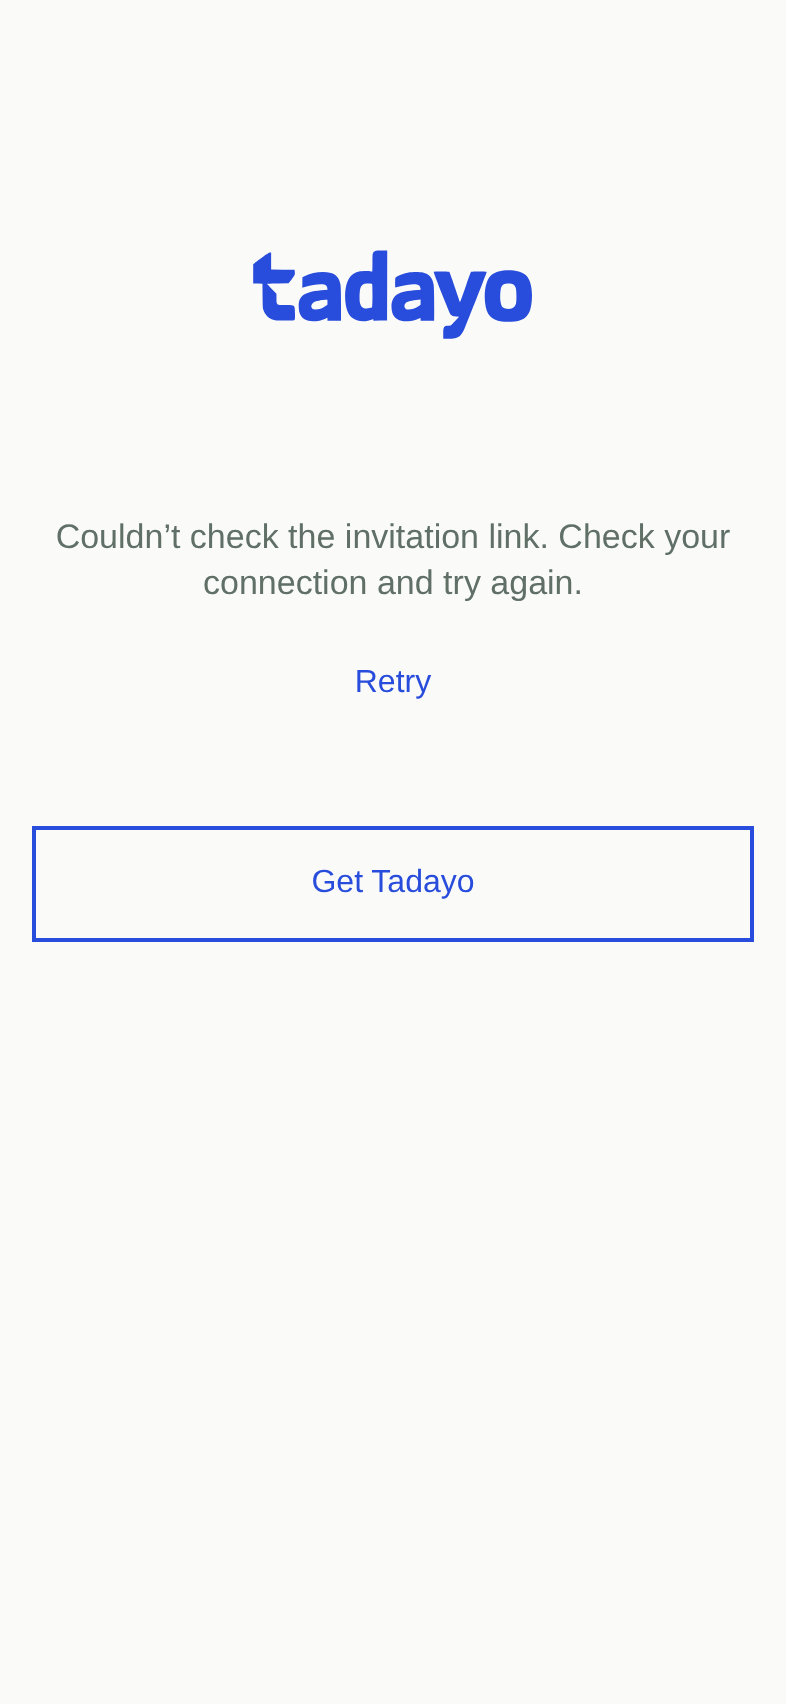 tadayo
Couldn’t check the invitation link. Check your
connection and try again.
Retry
Get Tadayo